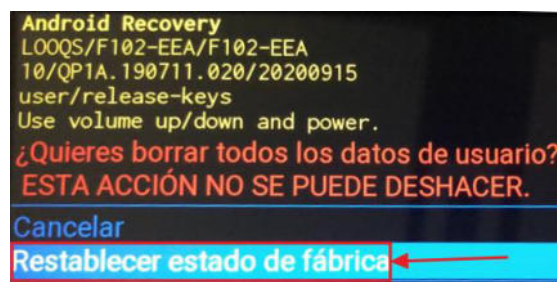 Android Recovery
LOOQS/F102-EEA/F102-EEA
10/QP1A.190711.020/20200915
user/release-keys
Use volume up/down and power.
¿Quieres borrar todos los datos de usuario?
ESTA ACCIÓN NO SE PUEDE DESHACER.
Cancelar
Restablecer estado de fábrica